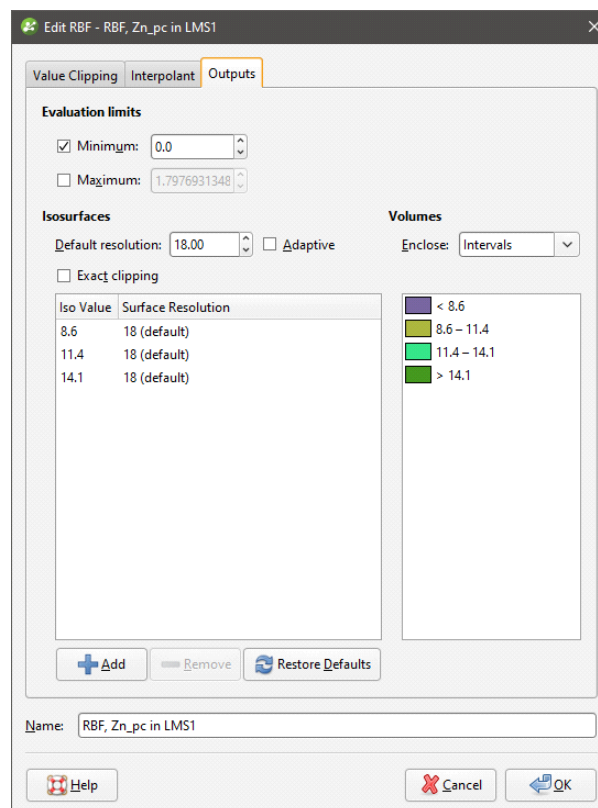 Edit RBF - RBF, Zn_pc in LMS1
Value Clipping Interpolant Outputs
Evaluation limits
Minimum: 0.0
Maximum: 1.7976931348
Isosurfaces Volumes
Default resolution: 18.00 Adaptive Enclose: Intervals
Exact clipping
Iso Value Surface Resolution < 8.6
8.6 18 (default) 8.6 – 11.4
11.4 18 (default) 11.4 – 14.1
14.1 18 (default) > 14.1
Add Remove Restore Defaults
Name: RBF, Zn_pc in LMS1
Help Cancel OK